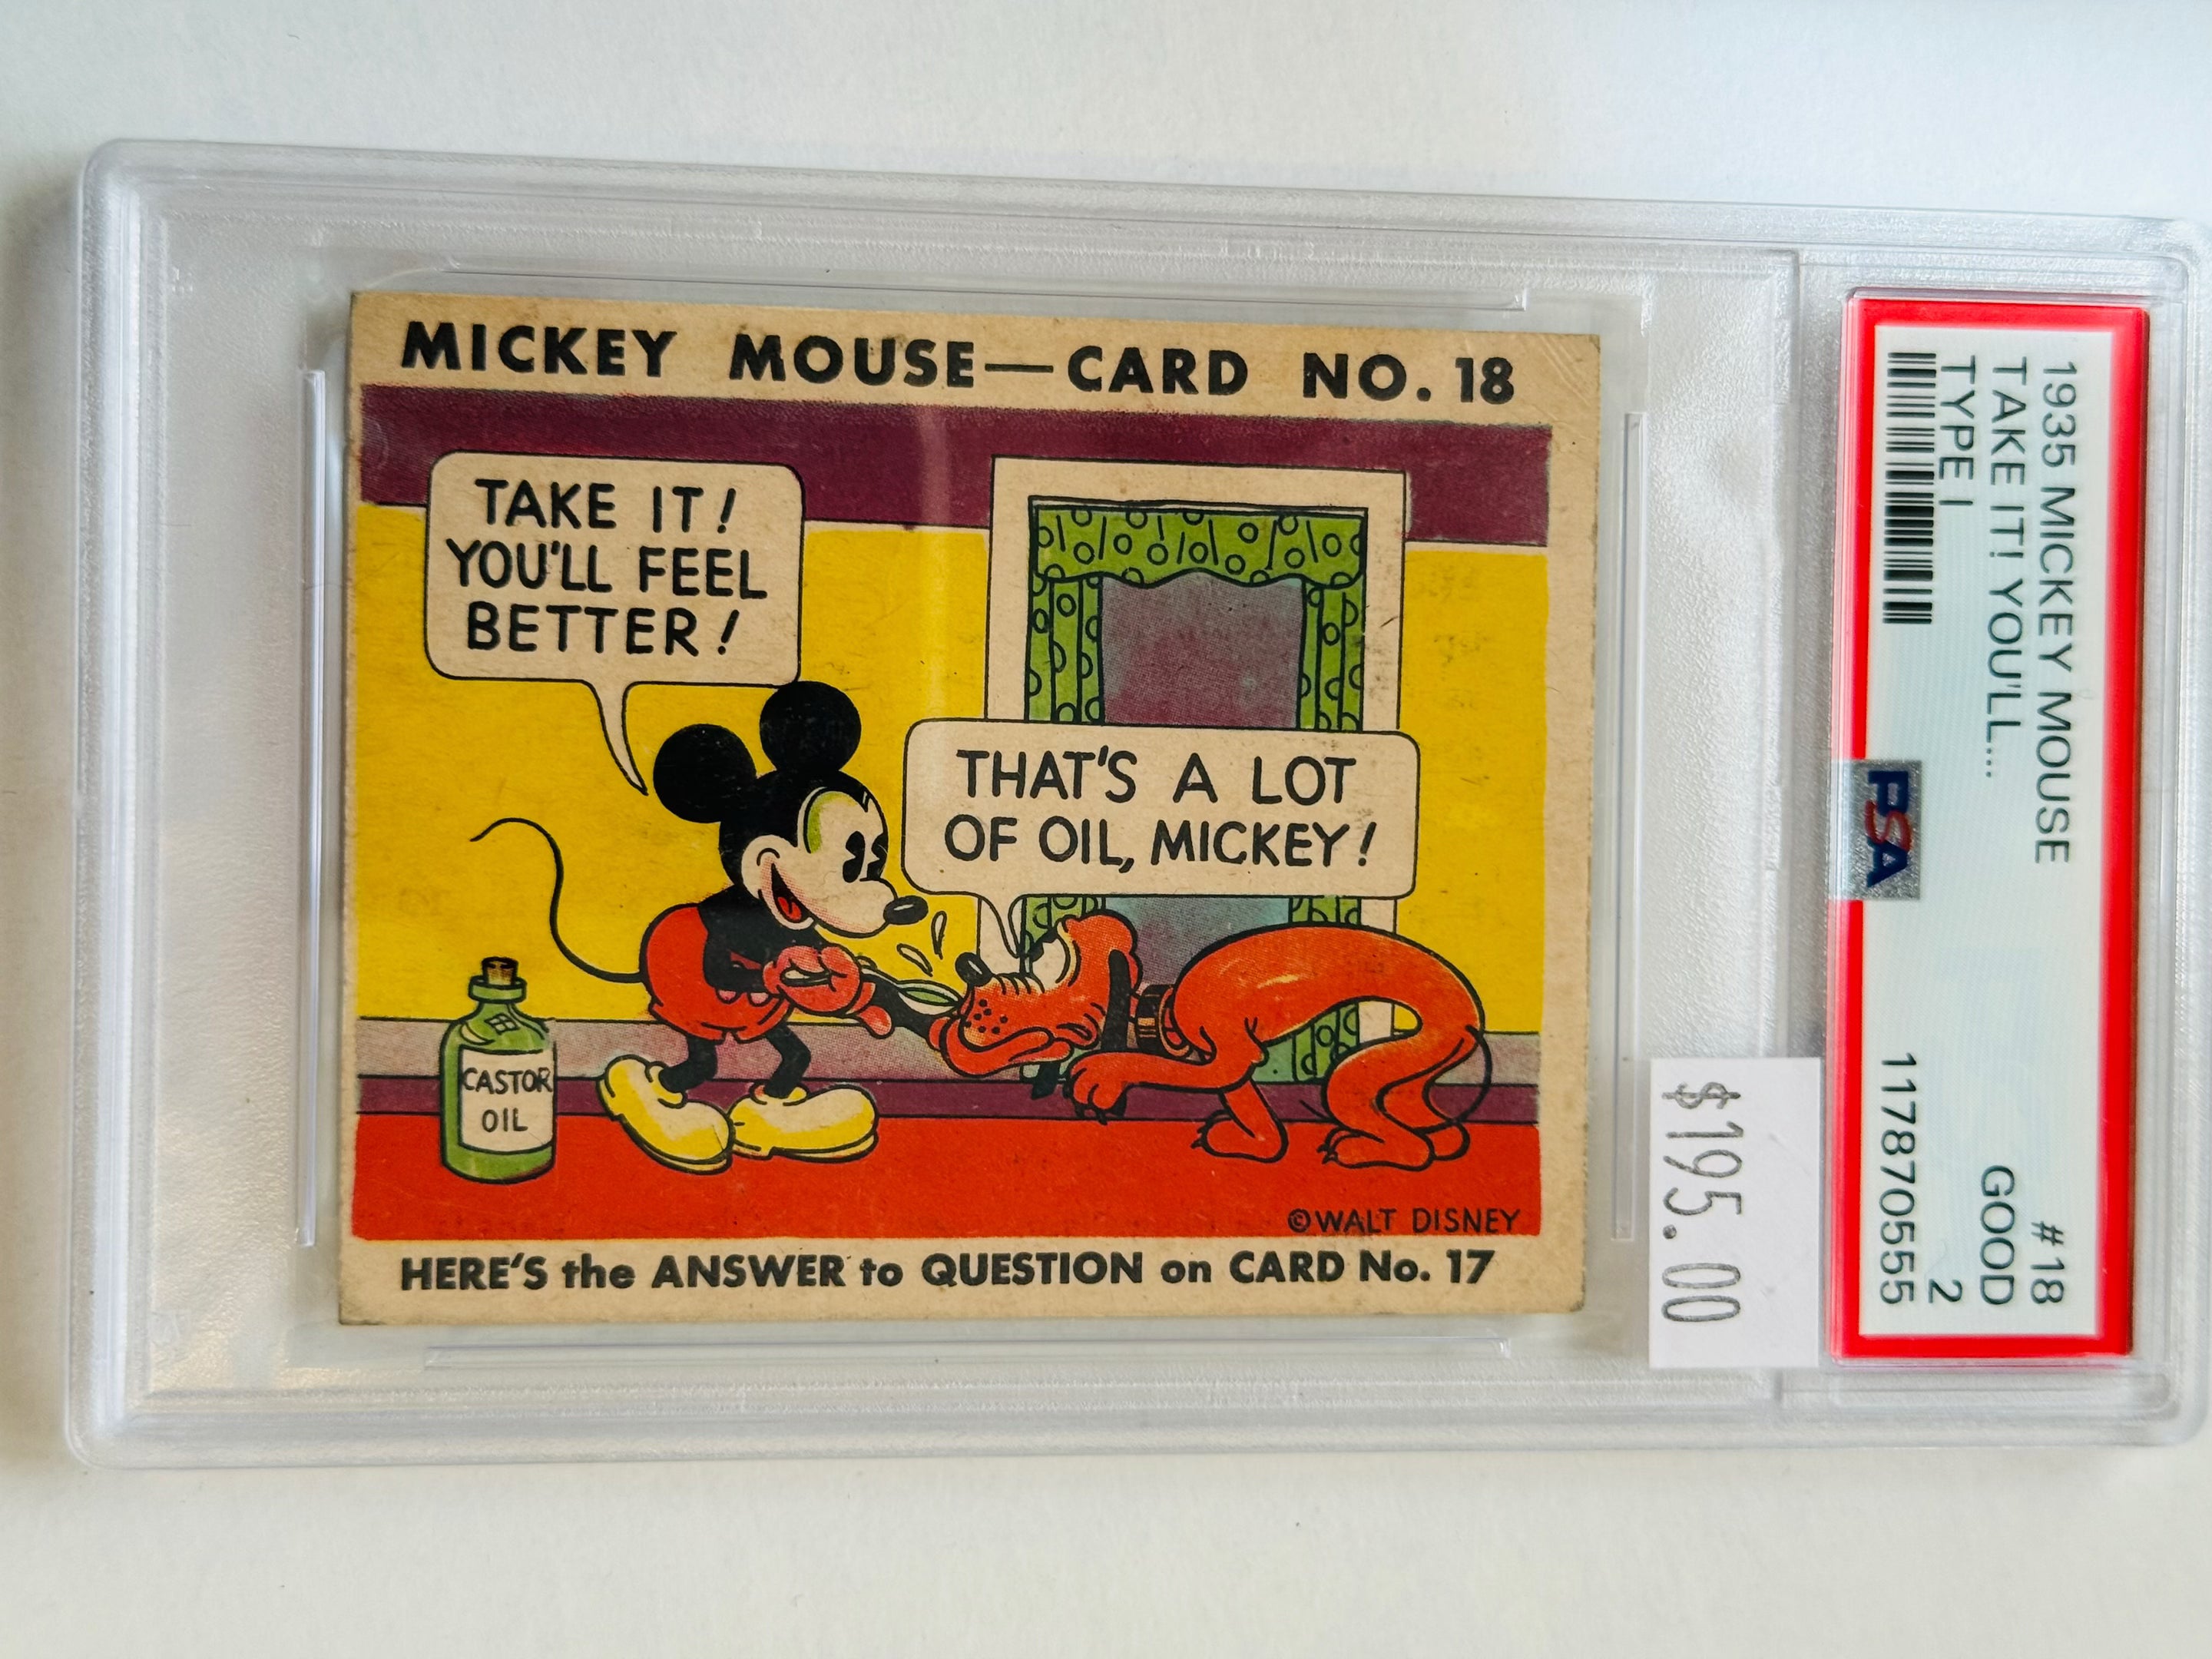 MICKEY MOUSE—CARD NO. 18
TAKE IT!
YOU'LL FEEL
BETTER!
THAT'S A LOT
OF OIL, MICKEY!
CASTOR
OIL
©WALT DISNEY
HERE'S the ANSWER to QUESTION on CARD No. 17
$195.00
1935 MICKEY MOUSE #18
TAKE IT! YOU'LL... GOOD
TYPE I 2
PSA 117870555